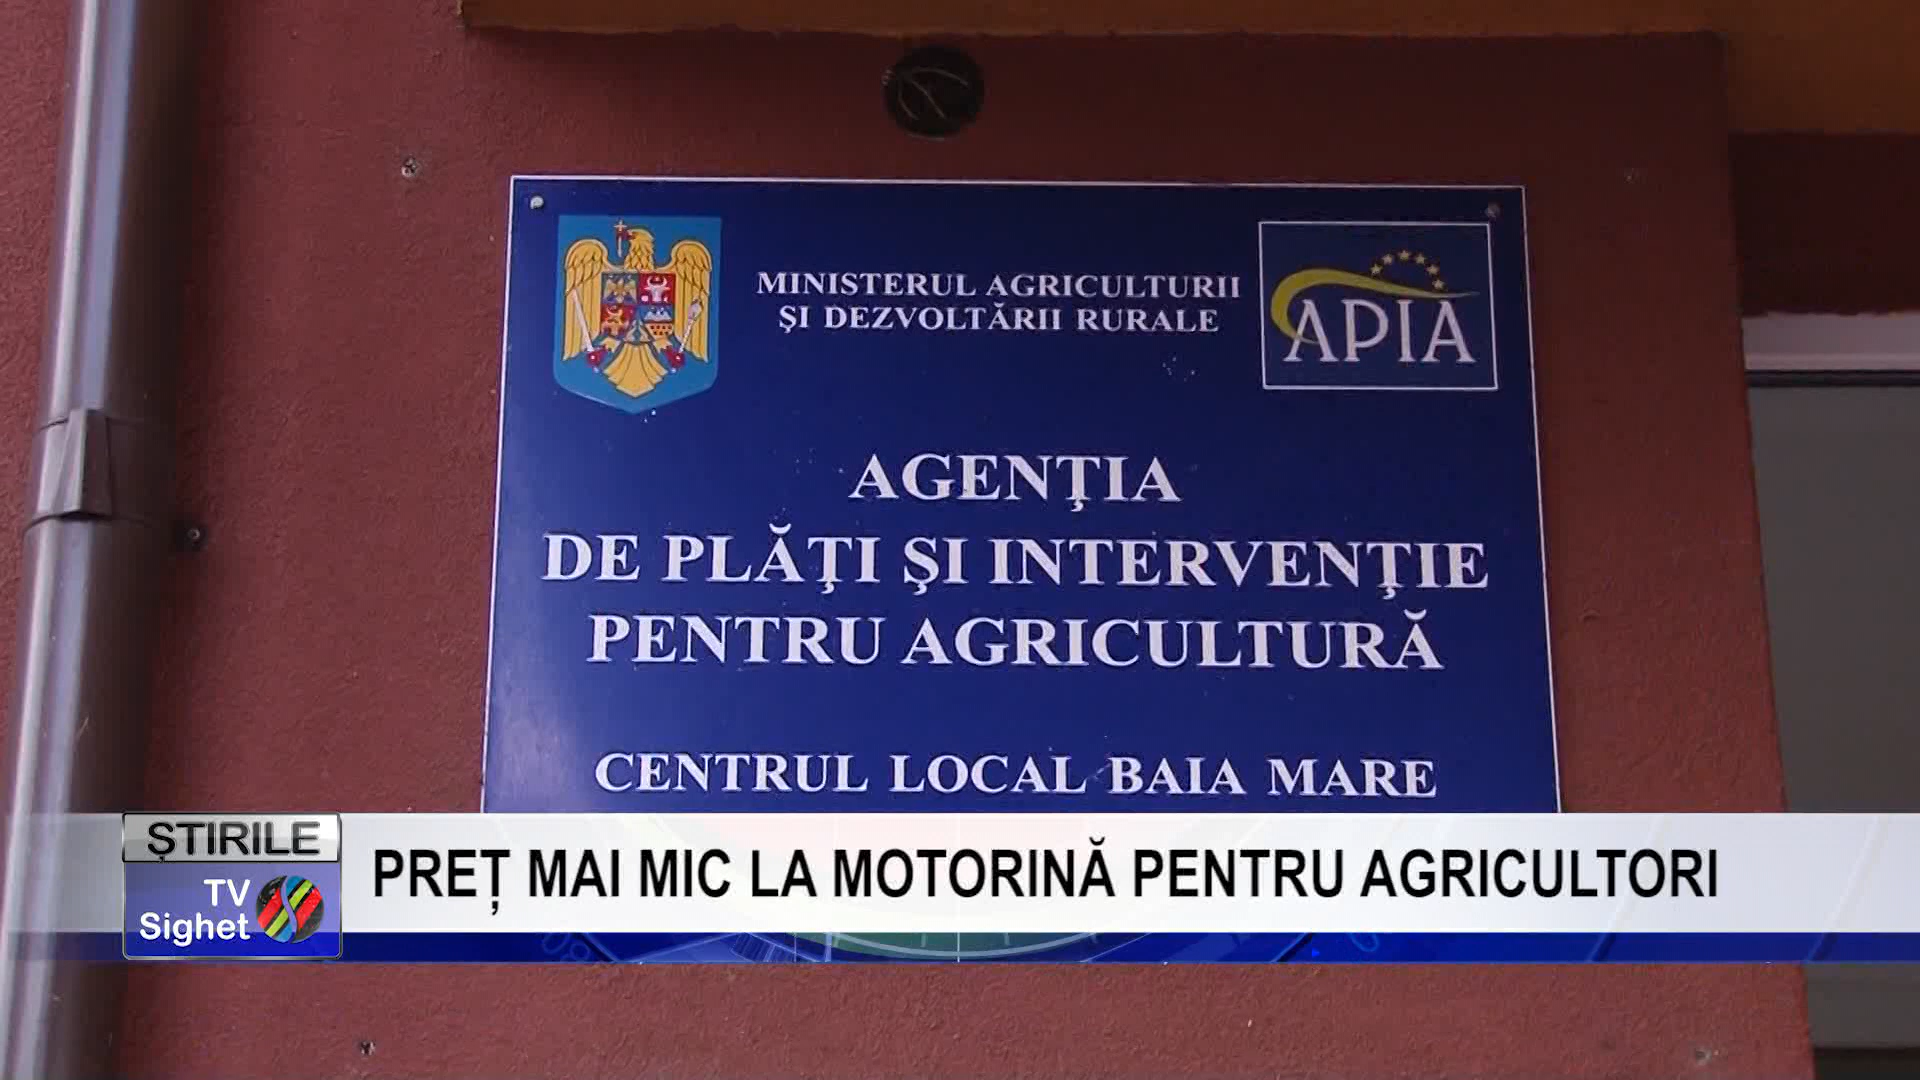 MINISTERUL AGRICULTURII
ŞI DEZVOLTĂRII RURALE
APIA
AGENŢIA
DE PLĂŢI ŞI INTERVENŢIE
PENTRU AGRICULTURĂ
CENTRUL LOCAL BAIA MARE
ȘTIRILE
TV
Sighet
PREȚ MAI MIC LA MOTORINĂ PENTRU AGRICULTORI